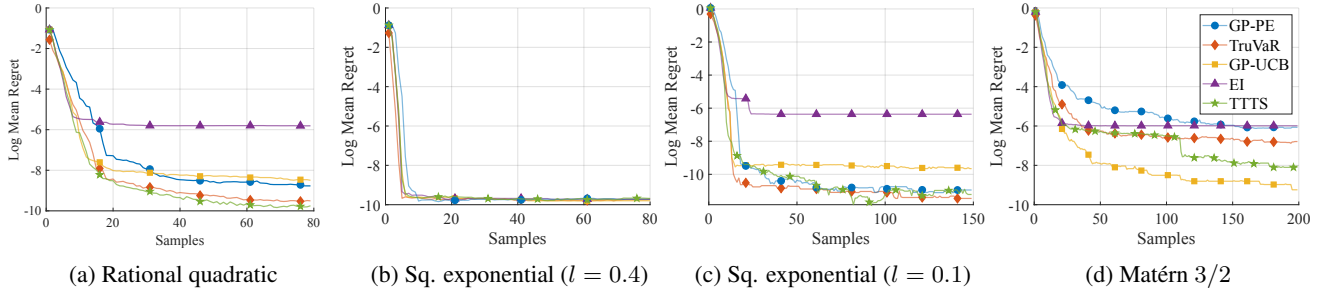 Log Mean Regret
0
-2
-4
-6
-8
-10
0
20
40
60
80
Samples
(a) Rational quadratic
Log Mean Regret
0
-2
-4
-6
-8
-10
0
20
40
60
80
Samples
(b) Sq. exponential (l = 0.4)
Log Mean Regret
0
-2
-4
-6
-8
-10
0
50
100
150
Samples
(c) Sq. exponential (l = 0.1)
Log Mean Regret
0
-2
-4
-6
-8
-10
0
50
100
150
200
Samples
GP-PE
TruVaR
GP-UCB
EI
TTTS
(d) Matérn 3/2